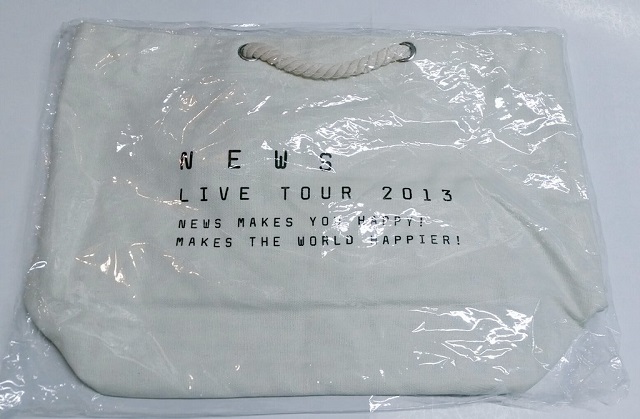 NEWS
LIVE TOUR 2013
NEWS MAKES YOU HAPPY!
MAKES THE WORLD HAPPIER!